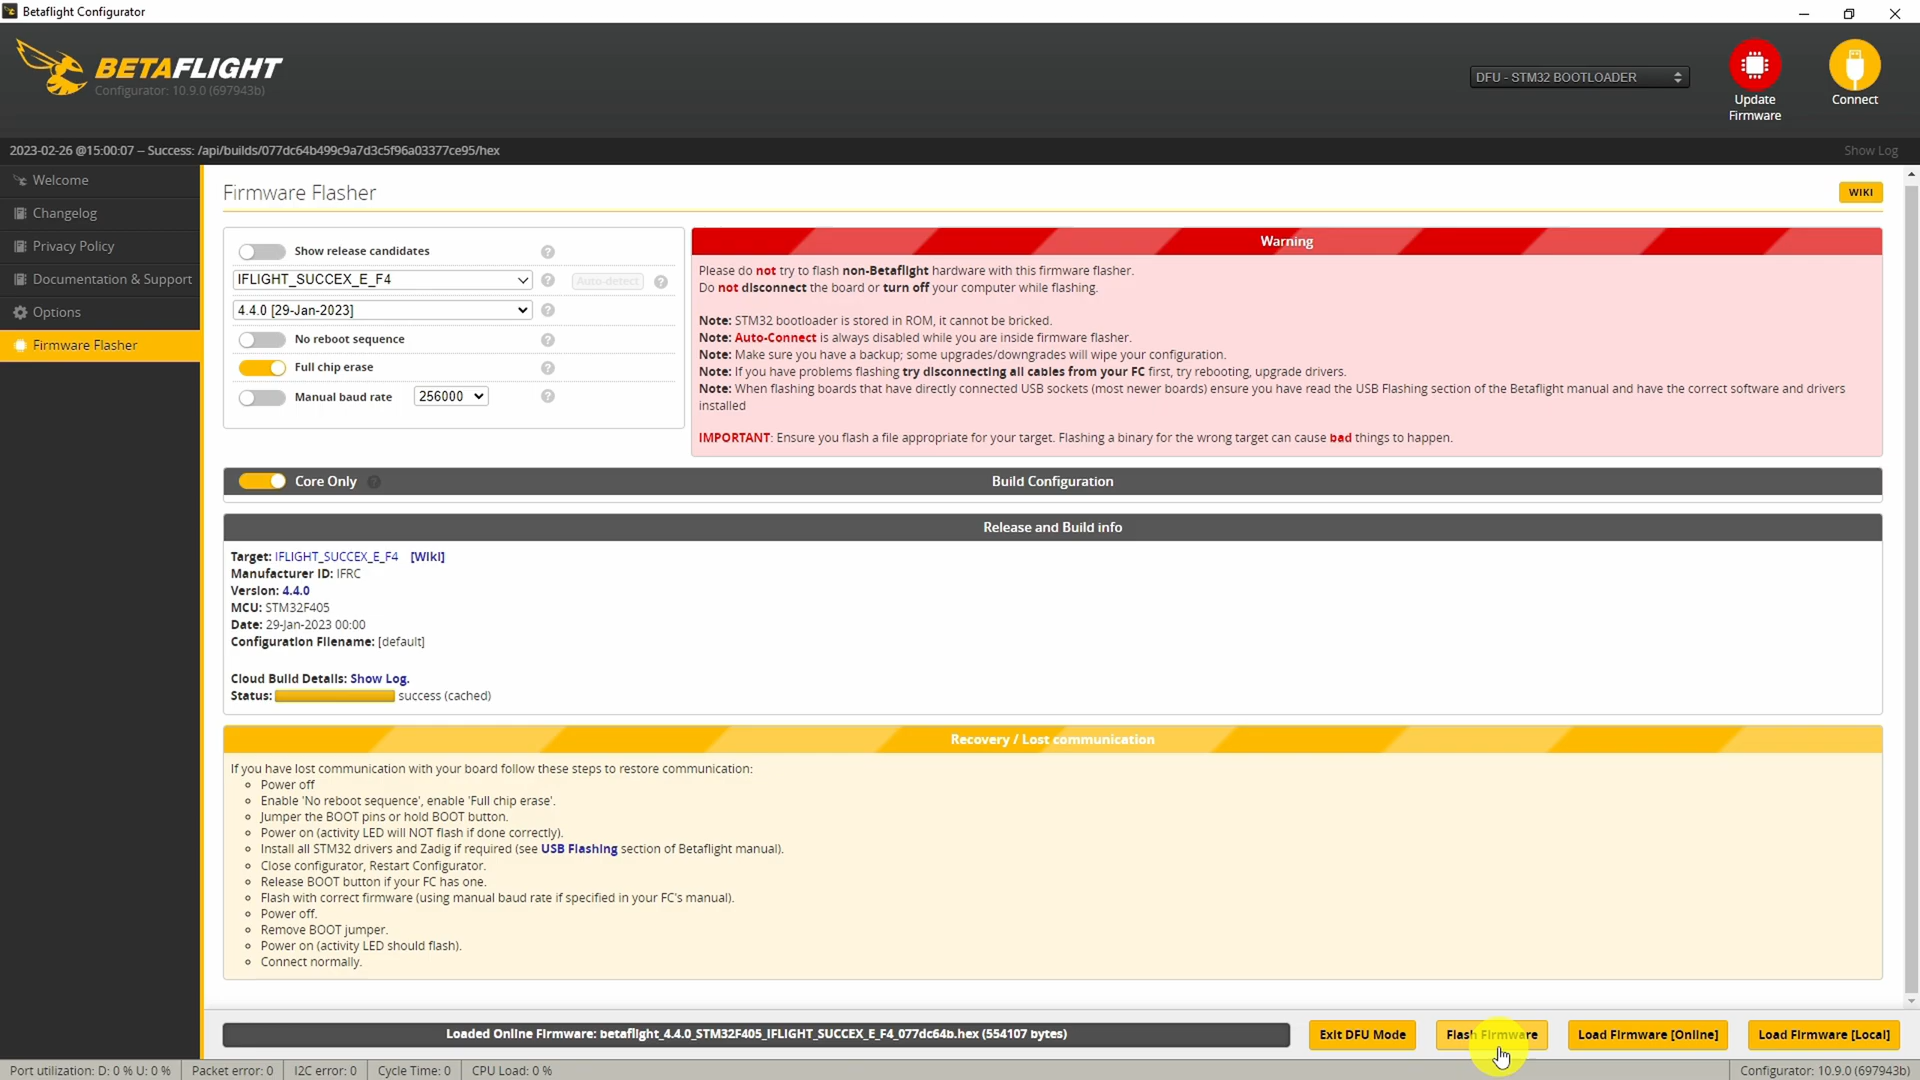 Betaflight Configurator
BETAFLIGHT
Configurator: 10.9.0 (697943b)
DFU - STM32 BOOTLOADER
Update
Firmware
Connect
2023-02-26 @15:00:07 -- Success: /api/builds/077dc64b499c9a7d3c5f96a03377ce95/hex
Show Log
Welcome
Changelog
Privacy Policy
Documentation & Support
Options
Firmware Flasher
Firmware Flasher
WIKI
Show release candidates
IFLIGHT_SUCCEX_E_F4
Auto-detect
4.4.0 [29-Jan-2023]
No reboot sequence
Full chip erase
Manual baud rate
256000
Warning
Please do not try to flash non-Betaflight hardware with this firmware flasher.
Do not disconnect the board or turn off your computer while flashing.
Note: STM32 bootloader is stored in ROM, it cannot be bricked.
Note: Auto-Connect is always disabled while you are inside firmware flasher.
Note: Make sure you have a backup; some upgrades/downgrades will wipe your configuration.
Note: If you have problems flashing try disconnecting all cables from your FC first, try rebooting, upgrade drivers.
Note: When flashing boards that have directly connected USB sockets (most newer boards) ensure you have read the USB Flashing section of the Betaflight manual and have the correct software and drivers
installed
IMPORTANT: Ensure you flash a file appropriate for your target. Flashing a binary for the wrong target can cause bad things to happen.
Core Only
Build Configuration
Release and Build info
Target: IFLIGHT_SUCCEX_E_F4 [Wiki]
Manufacturer ID: IFRC
Version: 4.4.0
MCU: STM32F405
Date: 29-Jan-2023 00:00
Configuration Filename: [default]
Cloud Build Details: Show Log.
Status: success (cached)
Recovery / Lost communication
If you have lost communication with your board follow these steps to restore communication:
Power off
Enable 'No reboot sequence', enable 'Full chip erase'.
Jumper the BOOT pins or hold BOOT button.
Power on (activity LED will NOT flash if done correctly).
Install all STM32 drivers and Zadig if required (see USB Flashing section of Betaflight manual).
Close configurator, Restart Configurator.
Release BOOT button if your FC has one.
Flash with correct firmware (using manual baud rate if specified in your FC's manual).
Power off.
Remove BOOT jumper.
Power on (activity LED should flash).
Connect normally.
Loaded Online Firmware: betaflight_4.4.0_STM32F405_IFLIGHT_SUCCEX_E_F4_077dc64b.hex (554107 bytes)
Exit DFU Mode
Flash Firmware
Load Firmware [Online]
Load Firmware [Local]
Port utilization: D: 0 % U: 0 %
Packet error: 0
I2C error: 0
Cycle Time: 0
CPU Load: 0 %
Configurator: 10.9.0 (697943b)